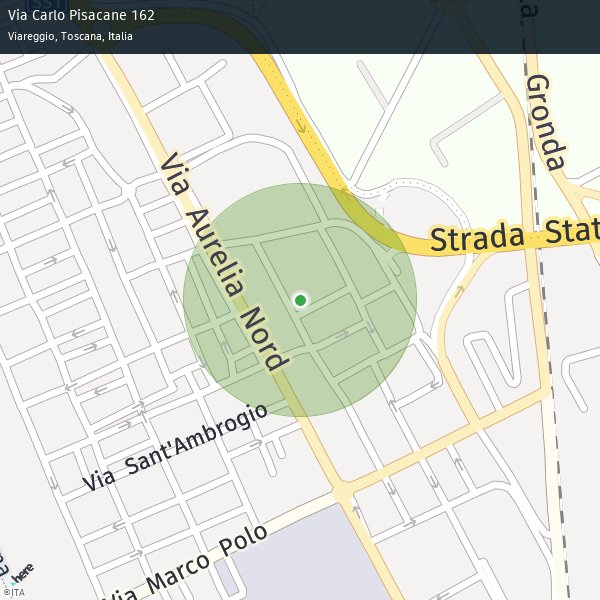 SS1
Via Carlo Pisacane 162
Viareggio, Toscana, Italia
Gronda
Via Aurelia Nord
Strada Stat
Via Sant'Ambrogio
Via Marco Polo
here
©ITA